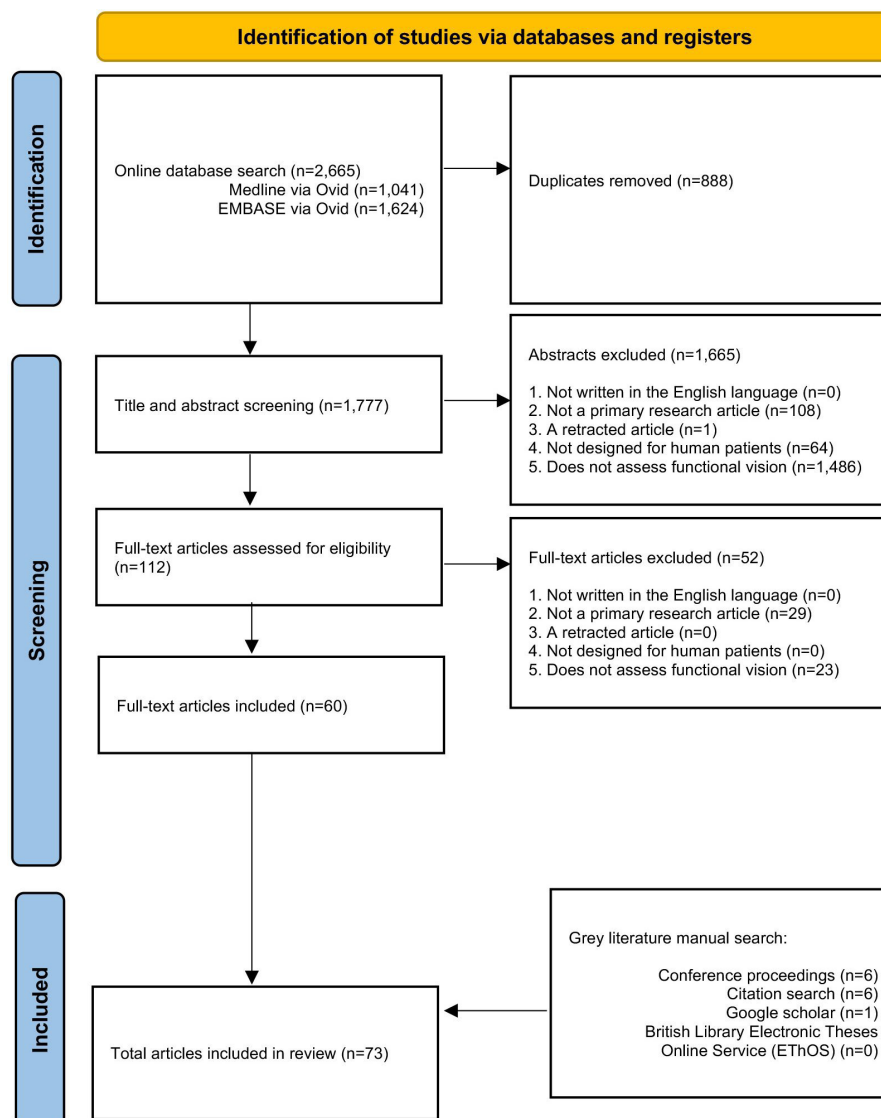 Identification of studies via databases and registers
Identification
Online database search (n=2,665)
Medline via Ovid (n=1,041)
EMBASE via Ovid (n=1,624)
Duplicates removed (n=888)
Screening
Title and abstract screening (n=1,777)
Abstracts excluded (n=1,665)
1. Not written in the English language (n=0)
2. Not a primary research article (n=108)
3. A retracted article (n=1)
4. Not designed for human patients (n=64)
5. Does not assess functional vision (n=1,486)
Full-text articles assessed for eligibility
(n=112)
Full-text articles excluded (n=52)
1. Not written in the English language (n=0)
2. Not a primary research article (n=29)
3. A retracted article (n=0)
4. Not designed for human patients (n=0)
5. Does not assess functional vision (n=23)
Full-text articles included (n=60)
Included
Grey literature manual search:
Conference proceedings (n=6)
Citation search (n=6)
Google scholar (n=1)
British Library Electronic Theses
Online Service (EThOS) (n=0)
Total articles included in review (n=73)